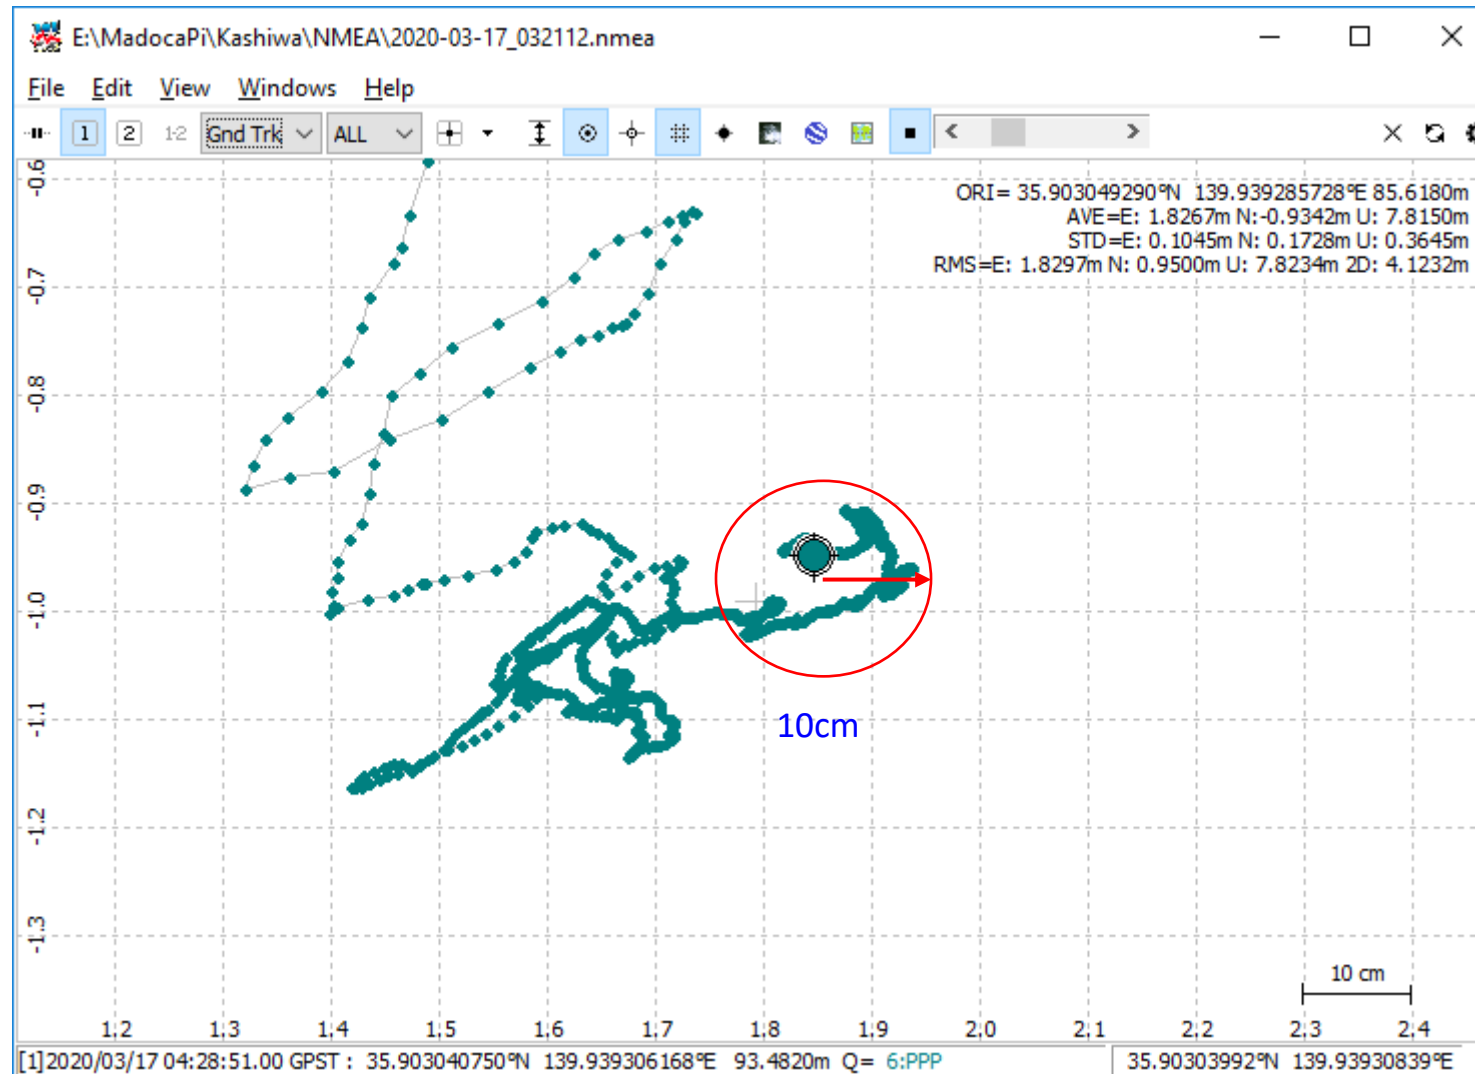 E:\MadocaPi\Kashiwa\NMEA\2020-03-17_032112.nmea
File Edit View Windows Help
1 2 1-2 Gnd Trk ALL
ORI= 35.903049290°N 139.939285728°E 85.6180m
AVE=E: 1.8267m N:-0.9342m U: 7.8150m
STD=E: 0.1045m N: 0.1728m U: 0.3645m
RMS=E: 1.8297m N: 0.9500m U: 7.8234m 2D: 4.1232m
-0.6
-0.7
-0.8
-0.9
-1.0
-1.1
-1.2
-1.3
10cm
10 cm
1.2 1.3 1.4 1.5 1.6 1.7 1.8 1.9 2.0 2.1 2.2 2.3 2.4
[1]2020/03/17 04:28:51.00 GPST : 35.903040750°N 139.939306168°E 93.4820m Q= 6:PPP 35.90303992°N 139.93930839°E